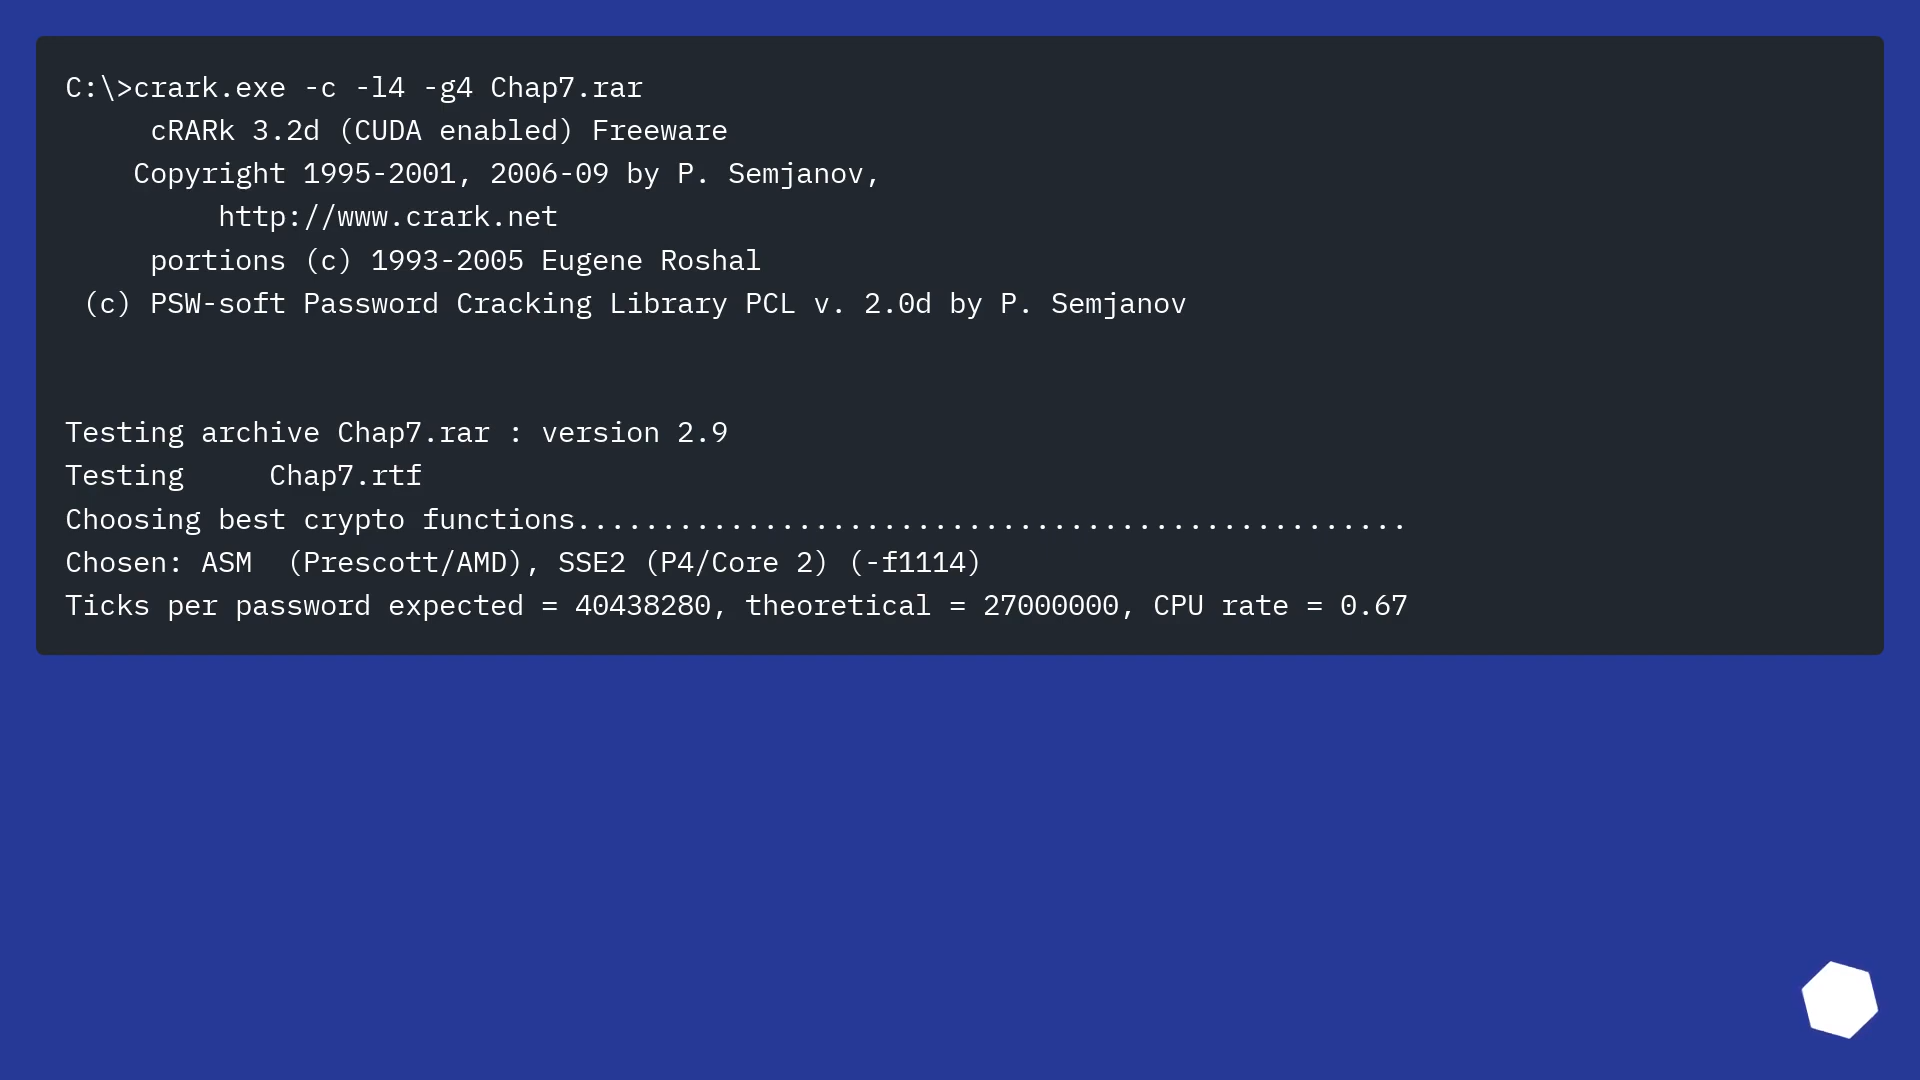 C:\>crark.exe -c -l4 -g4 Chap7.rar
cRARk 3.2d (CUDA enabled) Freeware
Copyright 1995-2001, 2006-09 by P. Semjanov,
http://www.crark.net
portions (c) 1993-2005 Eugene Roshal
(c) PSW-soft Password Cracking Library PCL v. 2.0d by P. Semjanov
Testing archive Chap7.rar : version 2.9
Testing     Chap7.rtf
Choosing best crypto functions.................................................
Chosen: ASM  (Prescott/AMD), SSE2 (P4/Core 2) (-f1114)
Ticks per password expected = 40438280, theoretical = 27000000, CPU rate = 0.67